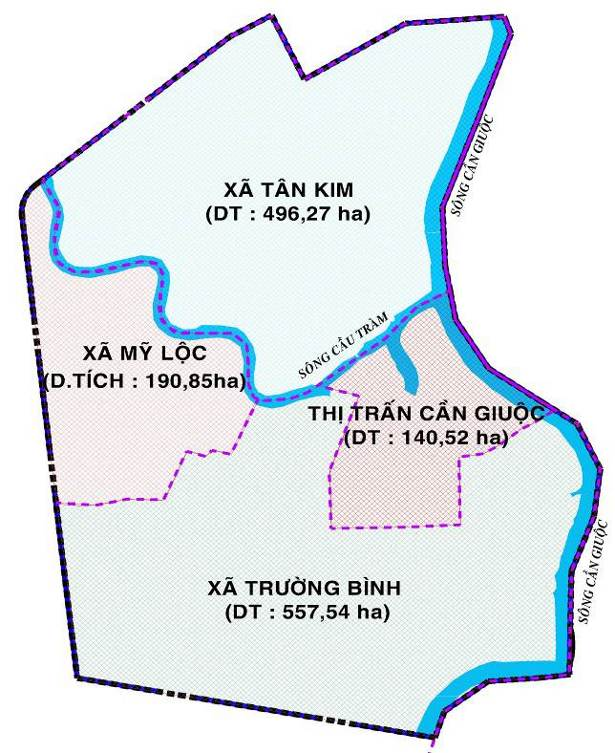 SÔNG CẦN GIUỘC
XÃ TÂN KIM
(DT : 496,27 ha)
SÔNG CẦU TRÀM
XÃ MỸ LỘC
(D.TÍCH : 190,85ha)
THỊ TRẤN CẦN GIUỘC
(DT : 140,52 ha)
SÔNG CẦN GIUỘC
XÃ TRƯỜNG BÌNH
(DT : 557,54 ha)